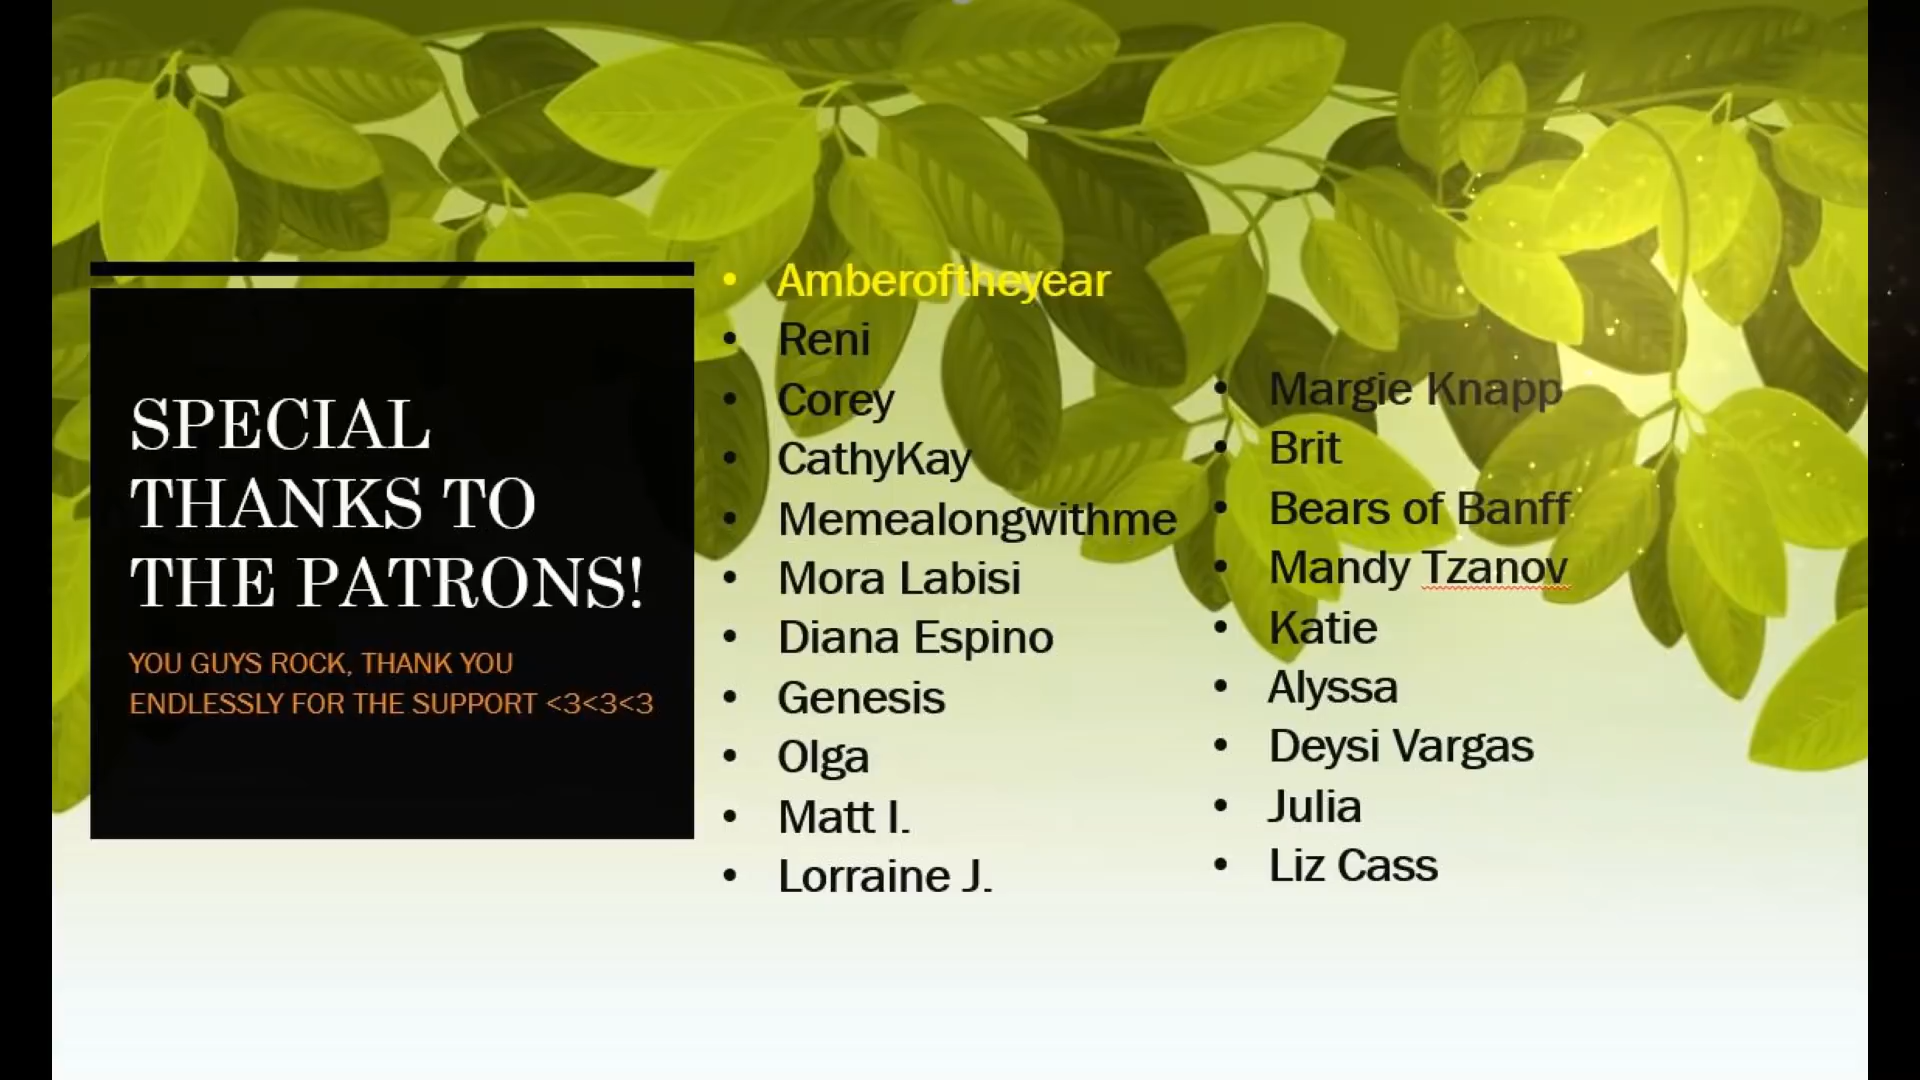 SPECIAL
THANKS TO
THE PATRONS!
YOU GUYS ROCK, THANK YOU
ENDLESSLY FOR THE SUPPORT <3<3<3
• Amberoftheyear
• Reni
• Corey
• CathyKay
• Memealongwithme
• Mora Labisi
• Diana Espino
• Genesis
• Olga
• Matt I.
• Lorraine J.
• Margie Knapp
• Brit
• Bears of Banff
• Mandy Tzanov
• Katie
• Alyssa
• Deysi Vargas
• Julia
• Liz Cass